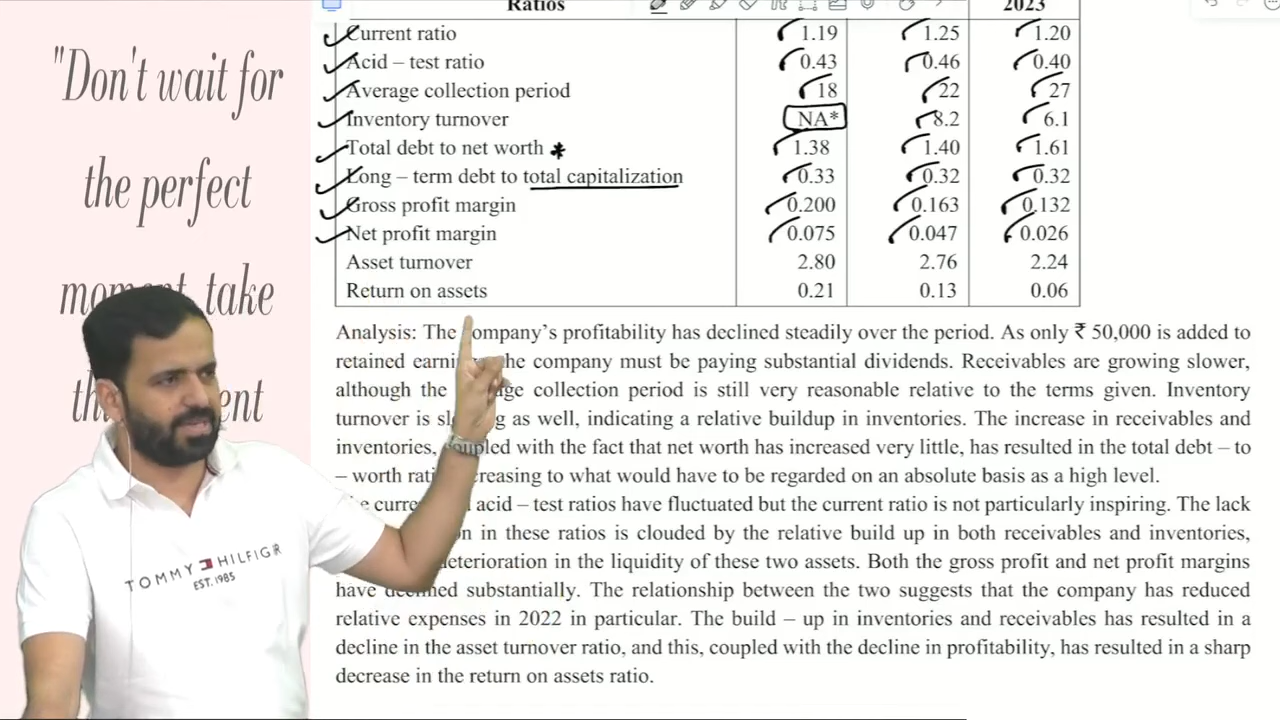 "Don't wait for
the perfect
take
Ratios 2023
Current ratio 1.19 1.25 1.20
Acid – test ratio 0.43 0.46 0.40
Average collection period 18 22 27
Inventory turnover NA* 8.2 6.1
Total debt to net worth * 1.38 1.40 1.61
Long – term debt to total capitalization 0.33 0.32 0.32
Gross profit margin 0.200 0.163 0.132
Net profit margin 0.075 0.047 0.026
Asset turnover 2.80 2.76 2.24
Return on assets 0.21 0.13 0.06
Analysis: The company's profitability has declined steadily over the period. As only ₹ 50,000 is added to
retained the company must be paying substantial dividends. Receivables are growing slower,
although the collection period is still very reasonable relative to the terms given. Inventory
turnover is as well, indicating a relative buildup in inventories. The increase in receivables and
inventories, coupled with the fact that net worth has increased very little, has resulted in the total debt – to
– worth to what would have to be regarded on an absolute basis as a high level.
acid – test ratios have fluctuated but the current ratio is not particularly inspiring. The lack
in these ratios is clouded by the relative build up in both receivables and inventories,
deterioration in the liquidity of these two assets. Both the gross profit and net profit margins
have declined substantially. The relationship between the two suggests that the company has reduced
relative expenses in 2022 in particular. The build – up in inventories and receivables has resulted in a
decline in the asset turnover ratio, and this, coupled with the decline in profitability, has resulted in a sharp
decrease in the return on assets ratio.
TOMMY HILFIGR
EST. 1985